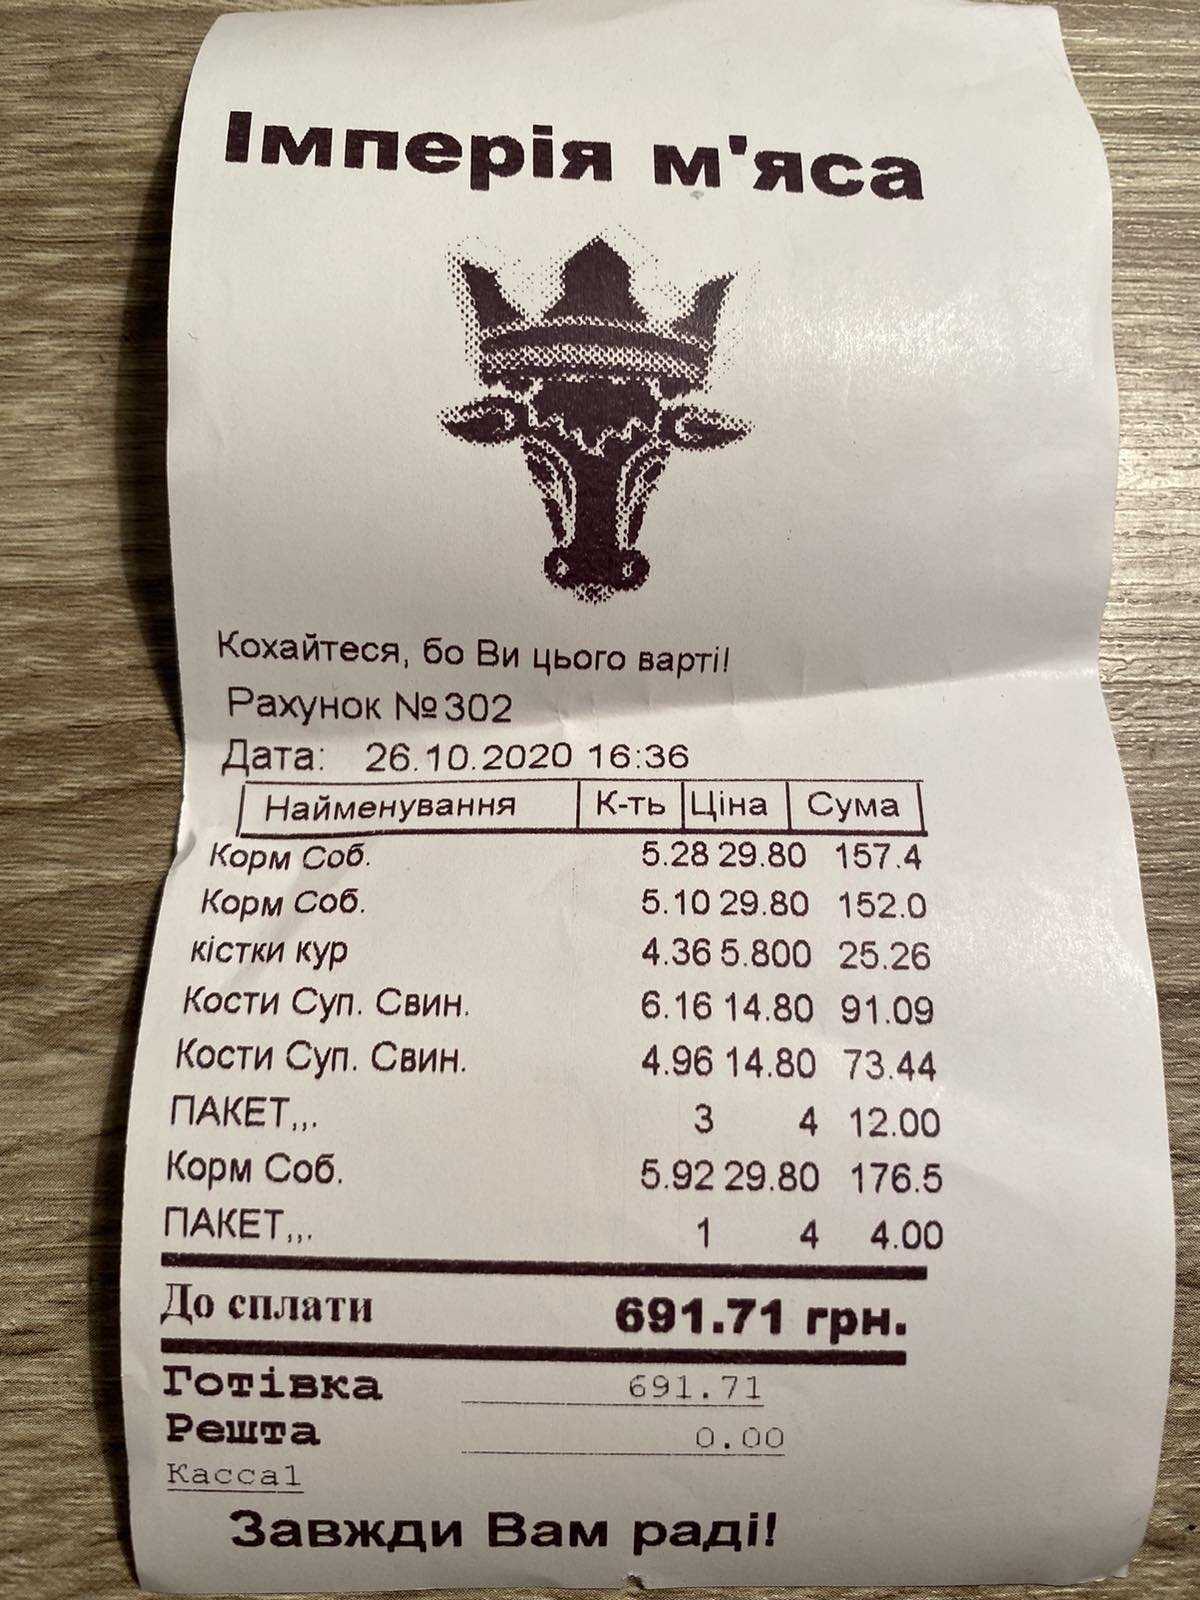 Імперія м'яса
Кохайтеся, бо Ви цього варті!
Рахунок №302
Дата: 26.10.2020 16:36
Найменування К-ть Ціна Сума
Корм Соб. 5.28 29.80 157.4
Корм Соб. 5.10 29.80 152.0
кістки кур 4.36 5.800 25.26
Кости Суп. Свин. 6.16 14.80 91.09
Кости Суп. Свин. 4.96 14.80 73.44
ПАКЕТ,,. 3 4 12.00
Корм Соб. 5.92 29.80 176.5
ПАКЕТ,,. 1 4 4.00
До сплати 691.71 грн.
Готівка 691.71
Решта 0.00
Касса1
Завжди Вам раді!